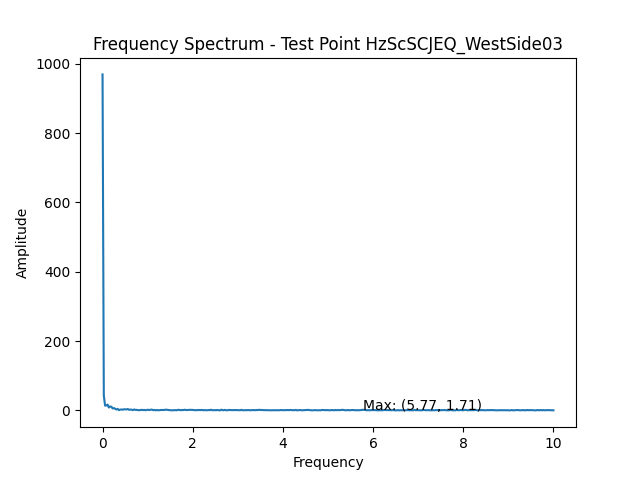 Frequency Spectrum - Test Point HzScSCJEQ_WestSide03
1000
800
600
400
200
0
Amplitude
Max: (5.77, 1.71)
0 2 4 6 8 10
Frequency